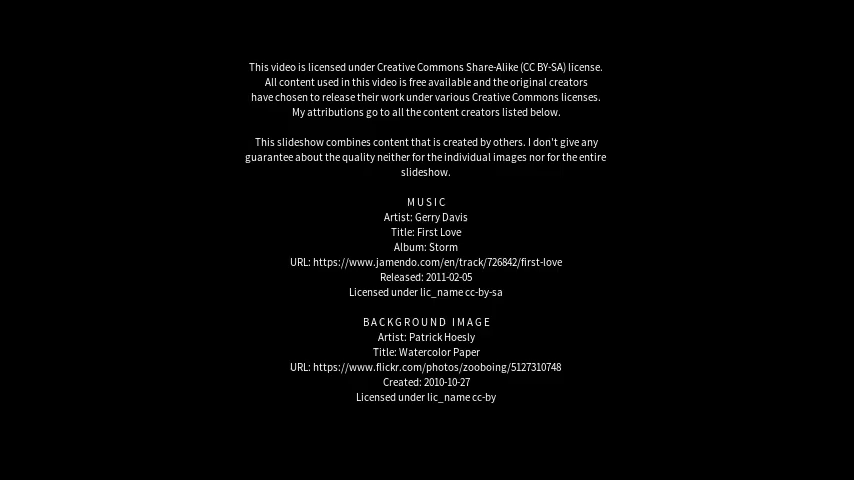 This video is licensed under Creative Commons Share-Alike (CC BY-SA) license.
All content used in this video is free available and the original creators
have chosen to release their work under various Creative Commons licenses.
My attributions go to all the content creators listed below.
This slideshow combines content that is created by others. I don't give any
guarantee about the quality neither for the individual images nor for the entire
slideshow.
MUSIC
Artist: Gerry Davis
Title: First Love
Album: Storm
URL: https://www.jamendo.com/en/track/726842/first-love
Released: 2011-02-05
Licensed under lic_name cc-by-sa
BACKGROUND IMAGE
Artist: Patrick Hoesly
Title: Watercolor Paper
URL: https://www.flickr.com/photos/zooboing/5127310748
Created: 2010-10-27
Licensed under lic_name cc-by